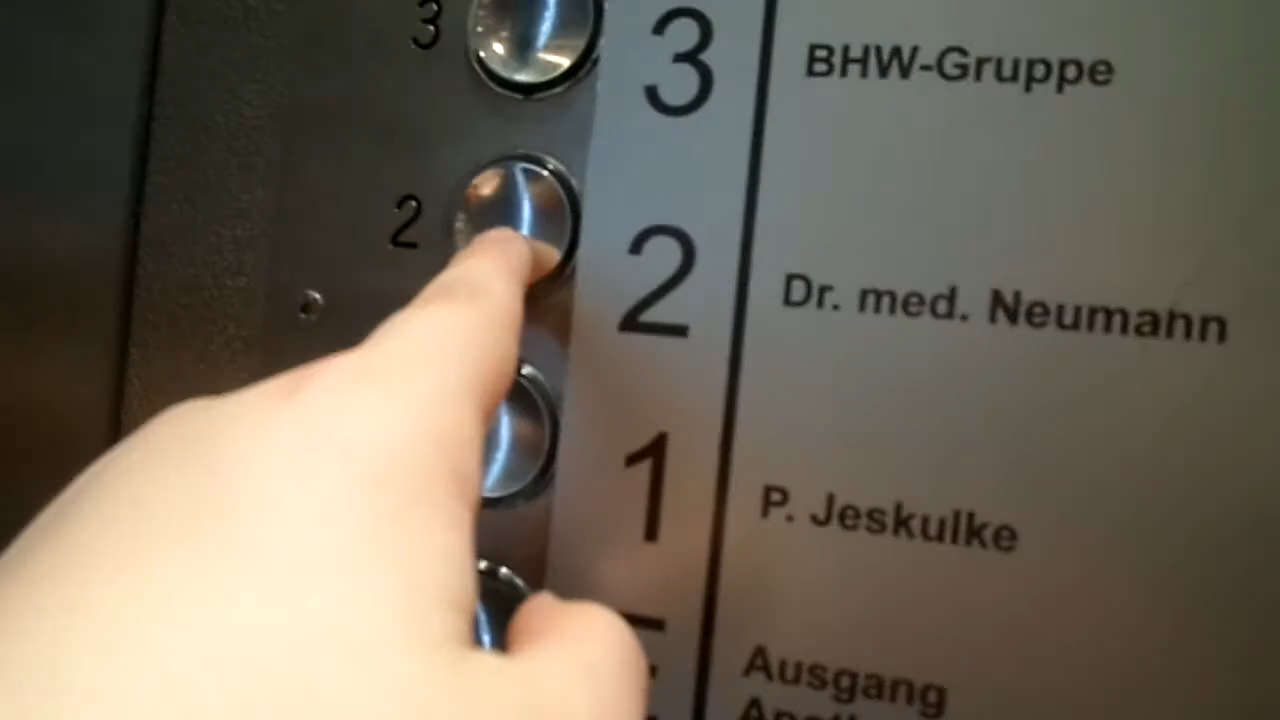 3 3 BHW-Gruppe
2 2 Dr. med. Neumann
1 P. Jeskulke
Ausgang